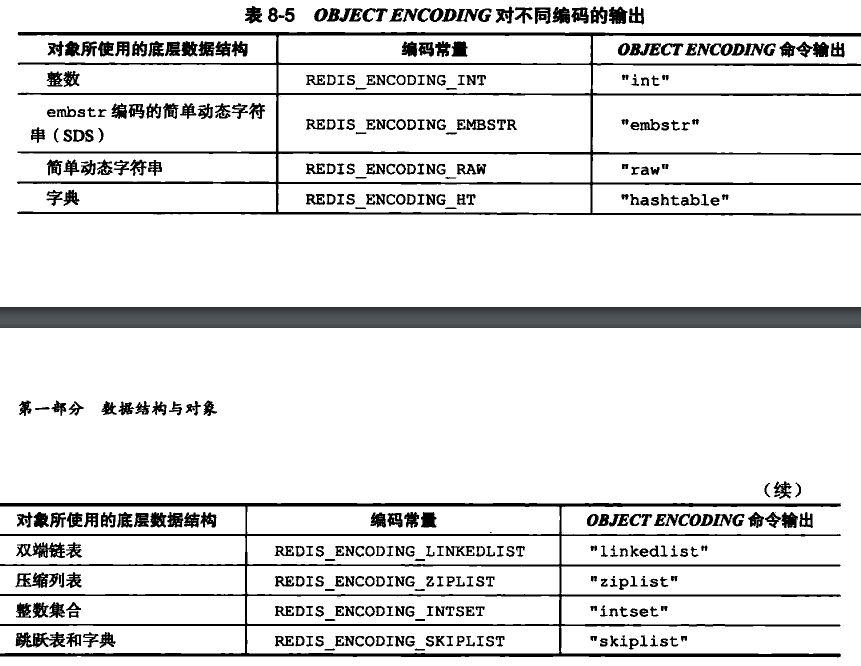 表 8-5 OBJECT ENCODING 对不同编码的输出
对象所使用的底层数据结构 编码常量 OBJECT ENCODING 命令输出
整数 REDIS_ENCODING_INT "int"
embstr 编码的简单动态字符
串（SDS） REDIS_ENCODING_EMBSTR "embstr"
简单动态字符串 REDIS_ENCODING_RAW "raw"
字典 REDIS_ENCODING_HT "hashtable"
第一部分 数据结构与对象
（续）
对象所使用的底层数据结构 编码常量 OBJECT ENCODING 命令输出
双端链表 REDIS_ENCODING_LINKEDLIST "linkedlist"
压缩列表 REDIS_ENCODING_ZIPLIST "ziplist"
整数集合 REDIS_ENCODING_INTSET "intset"
跳跃表和字典 REDIS_ENCODING_SKIPLIST "skiplist"